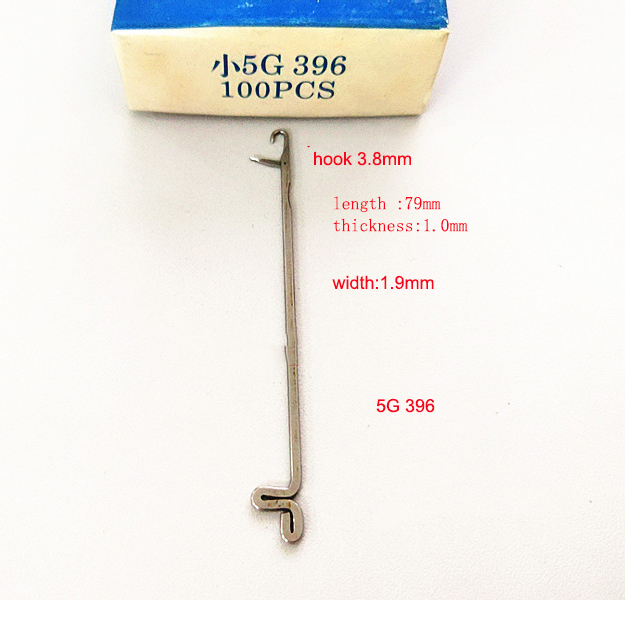 小5G 396
100PCS
hook 3.8mm
length :79mm
thickness:1.0mm
width:1.9mm
5G 396